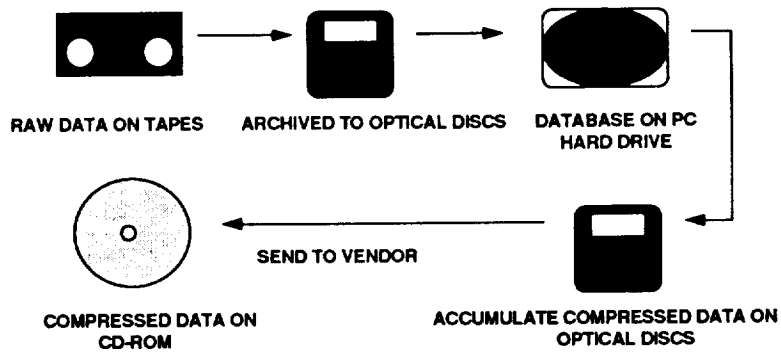 RAW DATA ON TAPES
ARCHIVED TO OPTICAL DISCS
DATABASE ON PC
HARD DRIVE
SEND TO VENDOR
COMPRESSED DATA ON
CD-ROM
ACCUMULATE COMPRESSED DATA ON
OPTICAL DISCS